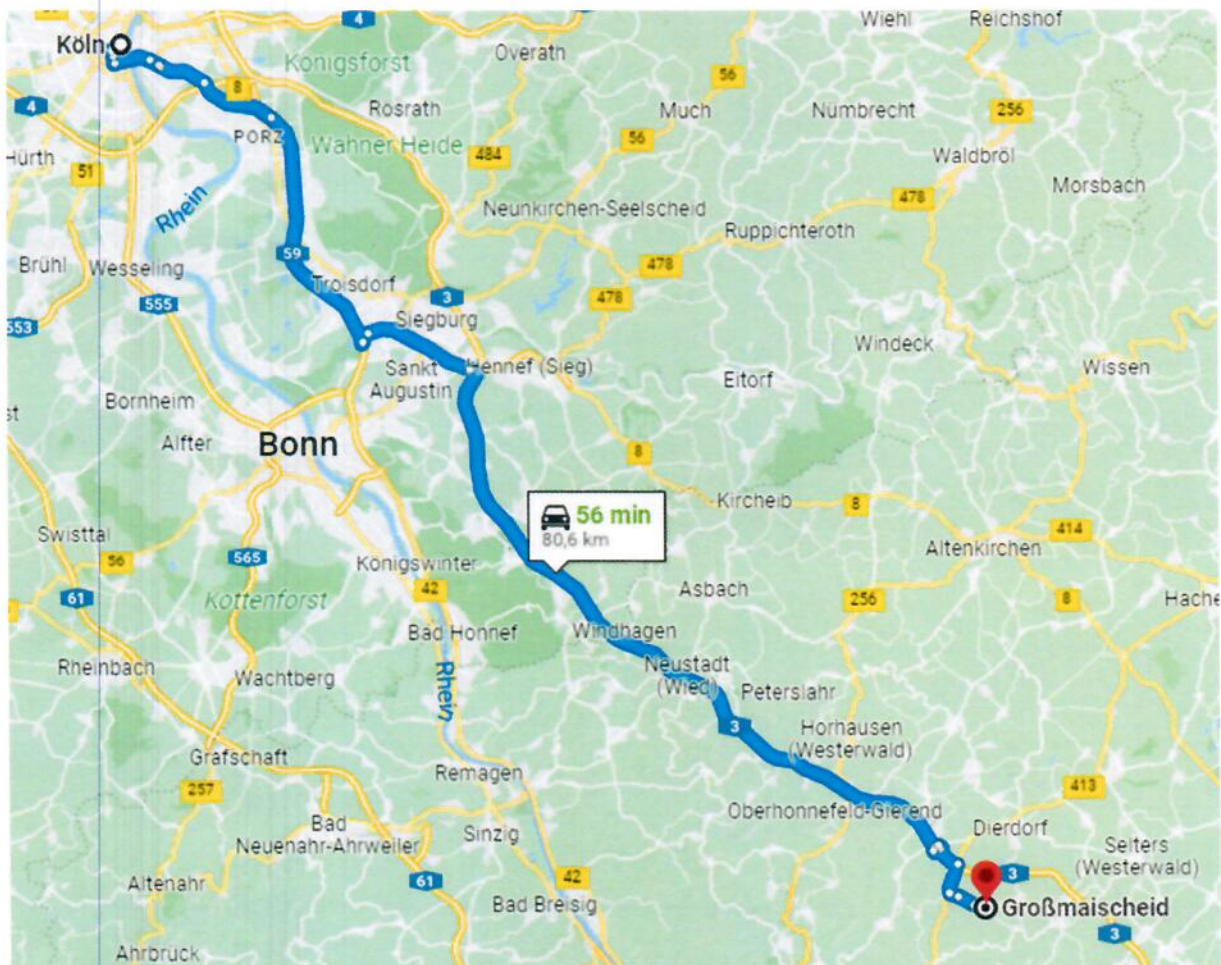 4
Wiehl
Reichshof
Köln
Overath
Königsforst
56
8
4
Rosrath
Much
Nümbrecht
256
PORZ
Wahner Heide
56
Hürth
51
484
Waldbröl
Morsbach
478
Rhein
Neunkirchen-Seelscheid
Ruppichteroth
59
Brühl
Wesseling
Troisdorf
478
555
3
478
553
Siegburg
Windeck
Sankt
Augustin
Hennef (Sieg)
Eitorf
Wissen
Bornheim
Alfter
Bonn
8
Kircheib
8
56 min
80,6 km
414
Swisttal
56
565
Königswinter
Altenkirchen
61
Kottenforst
42
Asbach
256
8
Hache
Bad Honnef
Windhagen
Rheinbach
Wachtberg
Rhein
Neustadt
(Wied)
Peterslahr
3
Horhausen
(Westerwald)
Grafschaft
257
Remagen
413
Oberhonnefeld-Gierend
Bad
Neuenahr-Ahrweiler
Sinzig
Dierdorf
Selters
(Westerwald)
Altenahr
61
42
3
Bad Breisig
Großmaischeid
3
Ahrbrück